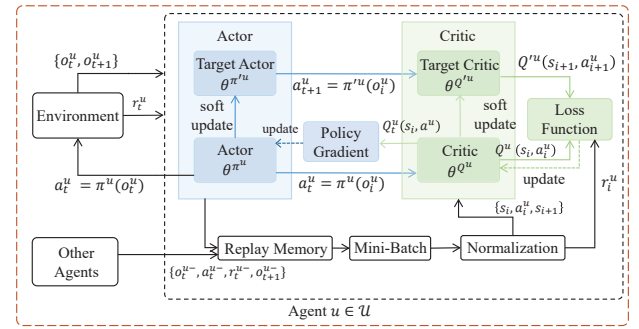 Actor
Critic
{o_t^u, o_{t+1}^u}
Target Actor
θ^{π′u}
a_{t+1}^u = π′^u(o_i^u)
Target Critic
θ^{Q′u}
Q′^u(s_{i+1}, a_{i+1}^u)
Environment
r_t^u
soft
update
update
Policy
Gradient
Q_t^u(s_i, a^u)
soft
update
Loss
Function
Actor
θ^{π^u}
Critic
θ^{Q^u}
Q^u(s_i, a_i^u)
update
a_t^u = π^u(o_t^u)
a_t^u = π^u(o_i^u)
r_i^u
{s_i, a_i^u, s_{i+1}}
Other
Agents
Replay Memory
Mini-Batch
Normalization
{o_t^{u−}, a_t^{u−}, r_t^{u−}, o_{t+1}^{u−}}
Agent u ∈ 𝒰